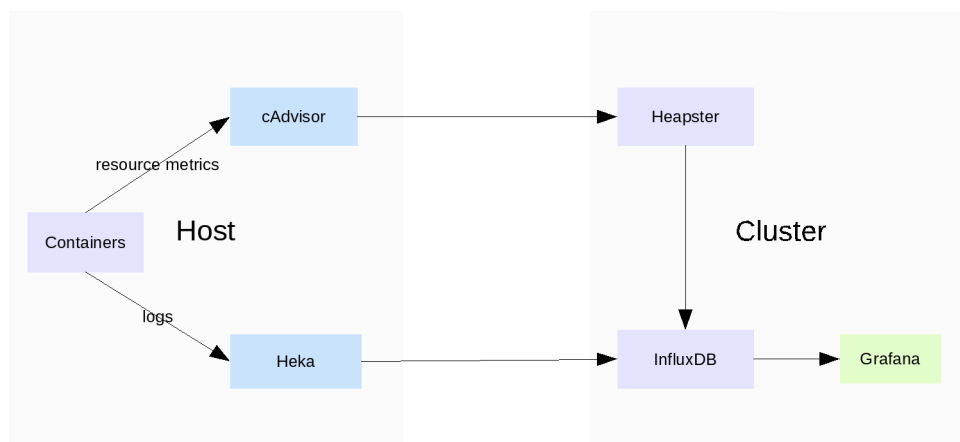 cAdvisor
Heapster
resource metrics
Containers
Host
Cluster
logs
Heka
InfluxDB
Grafana